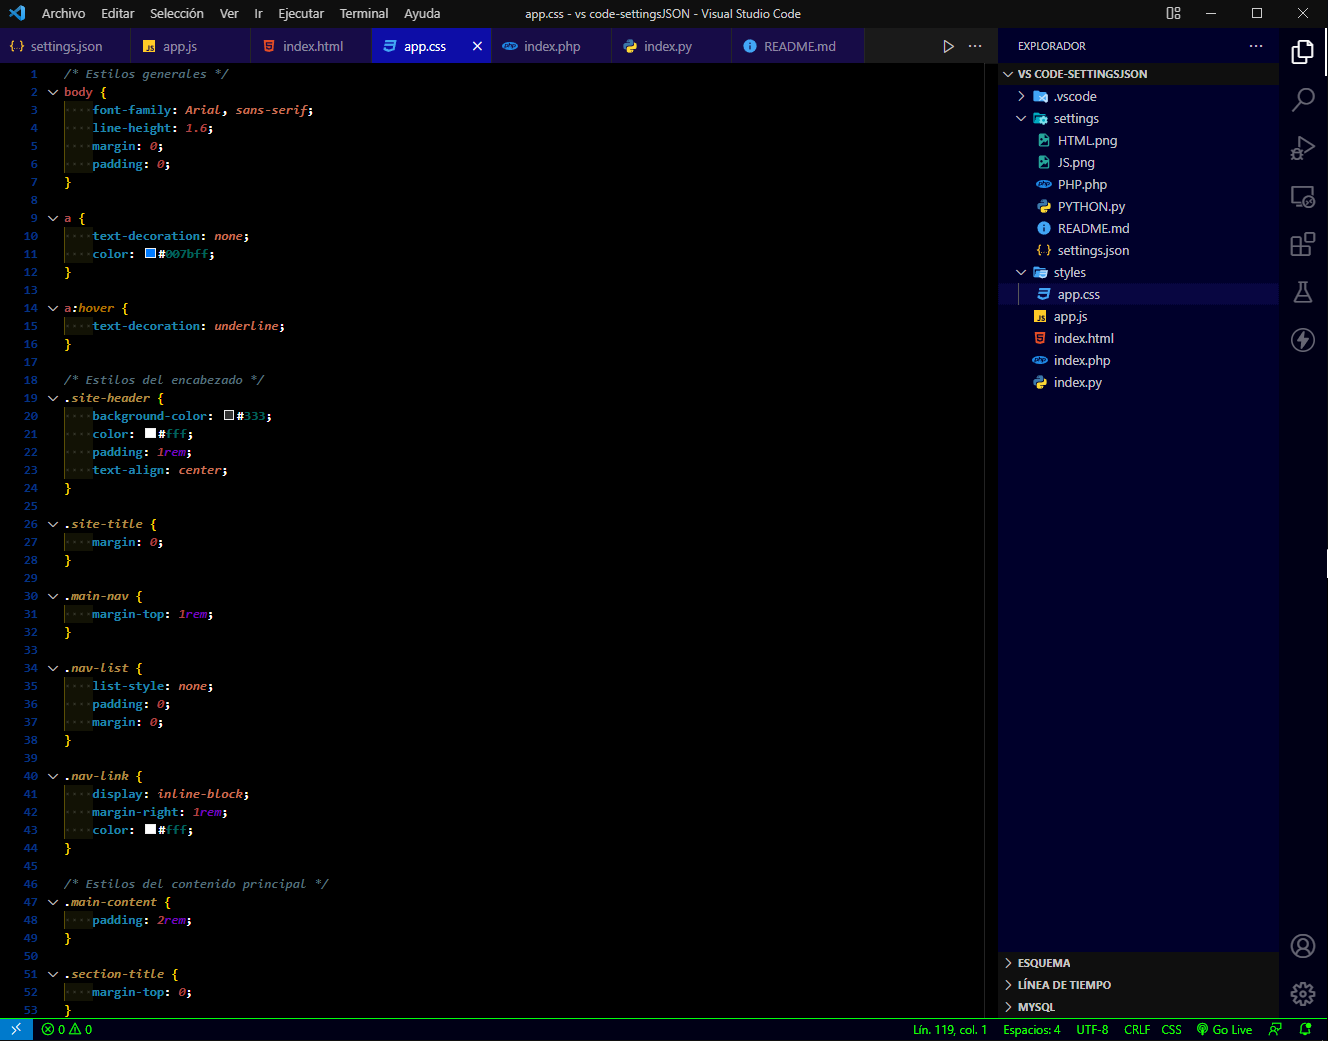 Archivo Editar Selección Ver Ir Ejecutar Terminal Ayuda app.css - vs code-settingsJSON - Visual Studio Code
settings.json app.js index.html app.css index.php index.py README.md
1 /* Estilos generales */
2 body {
3 font-family: Arial, sans-serif;
4 line-height: 1.6;
5 margin: 0;
6 padding: 0;
7 }
8
9 a {
10 text-decoration: none;
11 color: #007bff;
12 }
13
14 a:hover {
15 text-decoration: underline;
16 }
17
18 /* Estilos del encabezado */
19 .site-header {
20 background-color: #333;
21 color: #fff;
22 padding: 1rem;
23 text-align: center;
24 }
25
26 .site-title {
27 margin: 0;
28 }
29
30 .main-nav {
31 margin-top: 1rem;
32 }
33
34 .nav-list {
35 list-style: none;
36 padding: 0;
37 margin: 0;
38 }
39
40 .nav-link {
41 display: inline-block;
42 margin-right: 1rem;
43 color: #fff;
44 }
45
46 /* Estilos del contenido principal */
47 .main-content {
48 padding: 2rem;
49 }
50
51 .section-title {
52 margin-top: 0;
53 }
EXPLORADOR
VS CODE-SETTINGSJSON
.vscode
settings
HTML.png
JS.png
PHP.php
PYTHON.py
README.md
settings.json
styles
app.css
app.js
index.html
index.php
index.py
ESQUEMA
LÍNEA DE TIEMPO
MYSQL
0 0 Lín. 119, col. 1 Espacios: 4 UTF-8 CRLF CSS Go Live